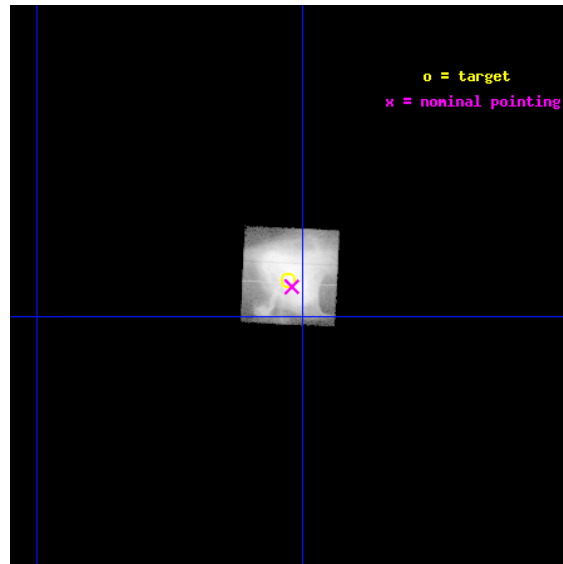 o = target
x = nominal pointing